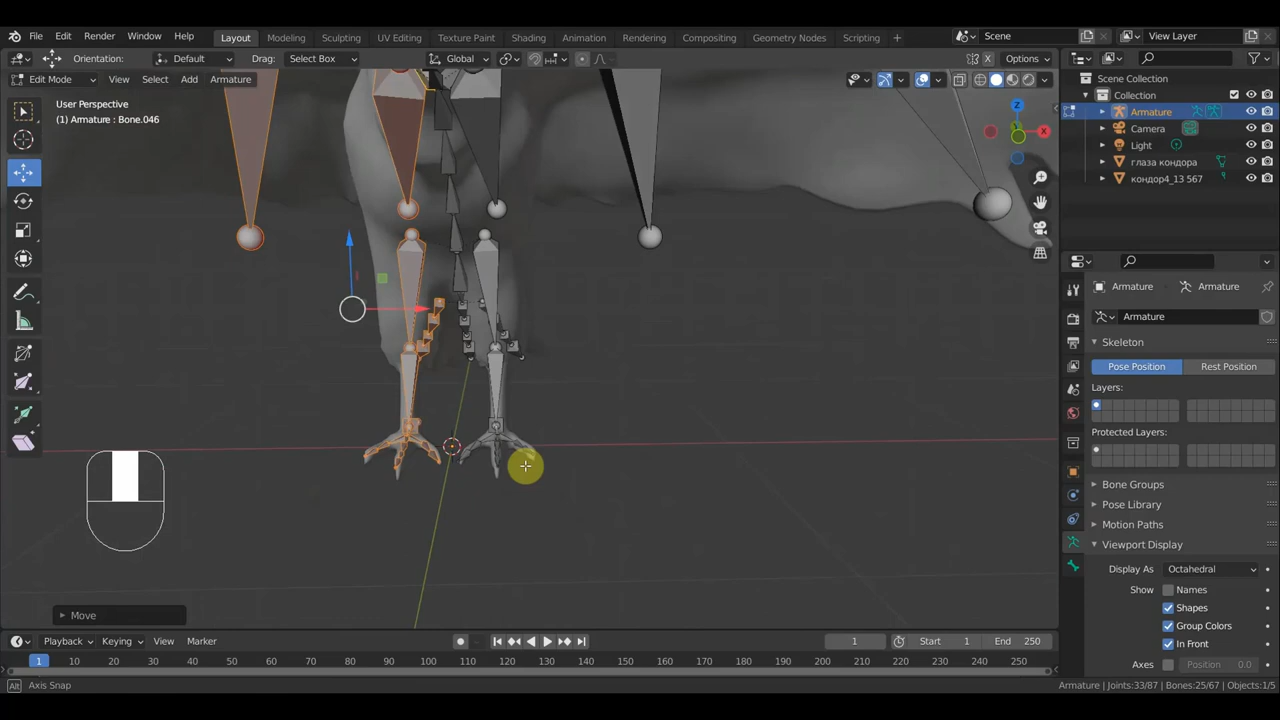 File Edit Render Window Help Layout Modeling Sculpting UV Editing Texture Paint Shading Animation Rendering Compositing Geometry Nodes Scripting + Scene View Layer
Orientation: Default Drag: Select Box Global X Options
Edit Mode View Select Add Armature
User Perspective
(1) Armature : Bone.046
Z
X
Scene Collection
Collection
Armature
Camera
Light
глаза кондора
кондор4_13 567
Armature Armature
Armature
Skeleton
Pose Position Rest Position
Layers:
Protected Layers:
Bone Groups
Pose Library
Motion Paths
Viewport Display
Display As Octahedral
Show Names
Shapes
Group Colors
In Front
Axes Position 0.0
Move
Playback Keying View Marker 1 Start 1 End 250
1 10 20 30 40 50 60 70 80 90 100 110 120 130 140 150 160 170 180 190 200 210 220 230 240 250
Alt Axis Snap Armature | Joints:33/87 | Bones:25/67 | Objects:1/5